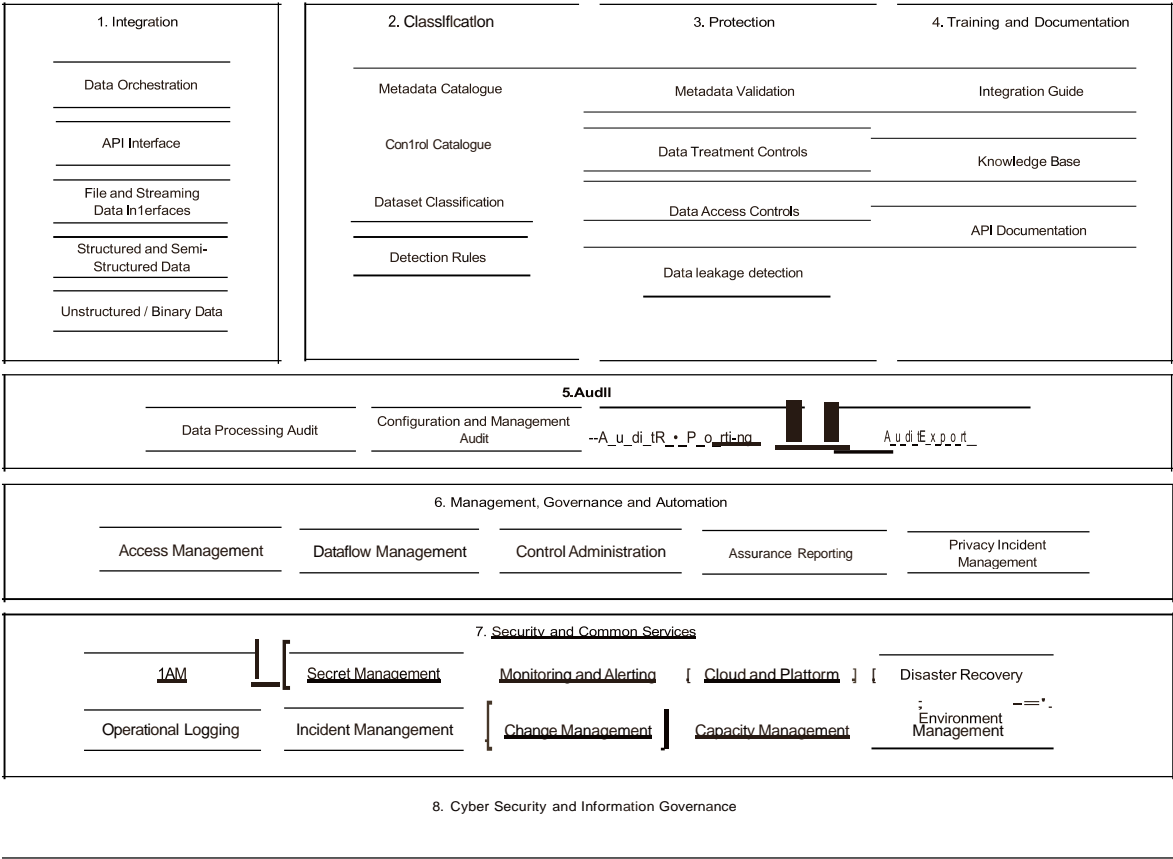 1. Integration
Data Orchestration
API Interface
File and Streaming
Data In1erfaces
Structured and Semi-
Structured Data
Unstructured / Binary Data
2. Classlflcatlon
Metadata Catalogue
Con1rol Catalogue
Dataset Classification
Detection Rules
3. Protection
Metadata Validation
Data Treatment Controls
Data Access Controls
Data leakage detection
4. Training and Documentation
Integration Guide
Knowledge Base
API Documentation
5.Audll
Data Processing Audit
Configuration and Management
Audit
--A_u_di_tR_•_P_o_rti-ng
A_u_di_tE_x_p_o_rt_
6. Management, Governance and Automation
Access Management
Dataflow Management
Control Administration
Assurance Reporting
Privacy Incident
Management
7. Security and Common Services
1AM
Secret Management
Monitoring and Alerting
[ Cloud and Plattorm ]
[ Disaster Recovery
Operational Logging
Incident Manangement
[ Change Management ]
Capacity Management
Environment
Management
8. Cyber Security and Information Governance